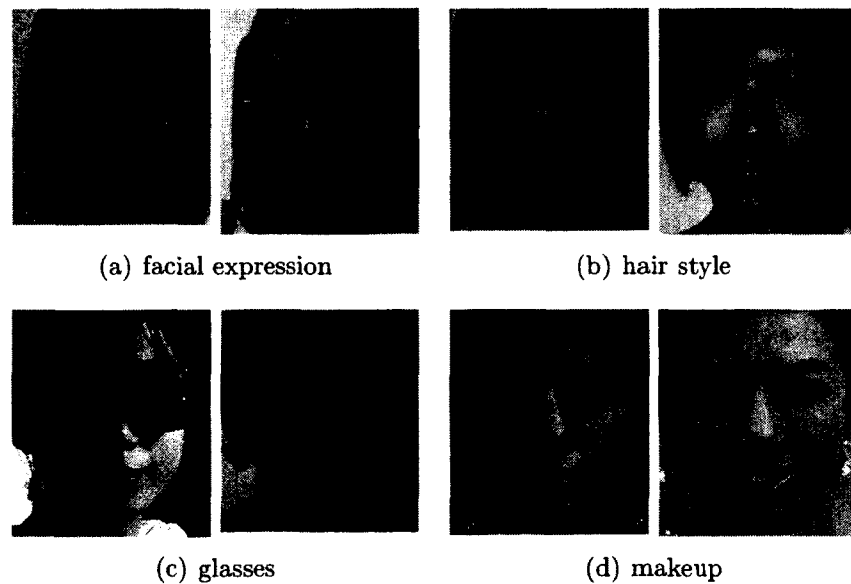 (a) facial expression
(b) hair style
(c) glasses
(d) makeup